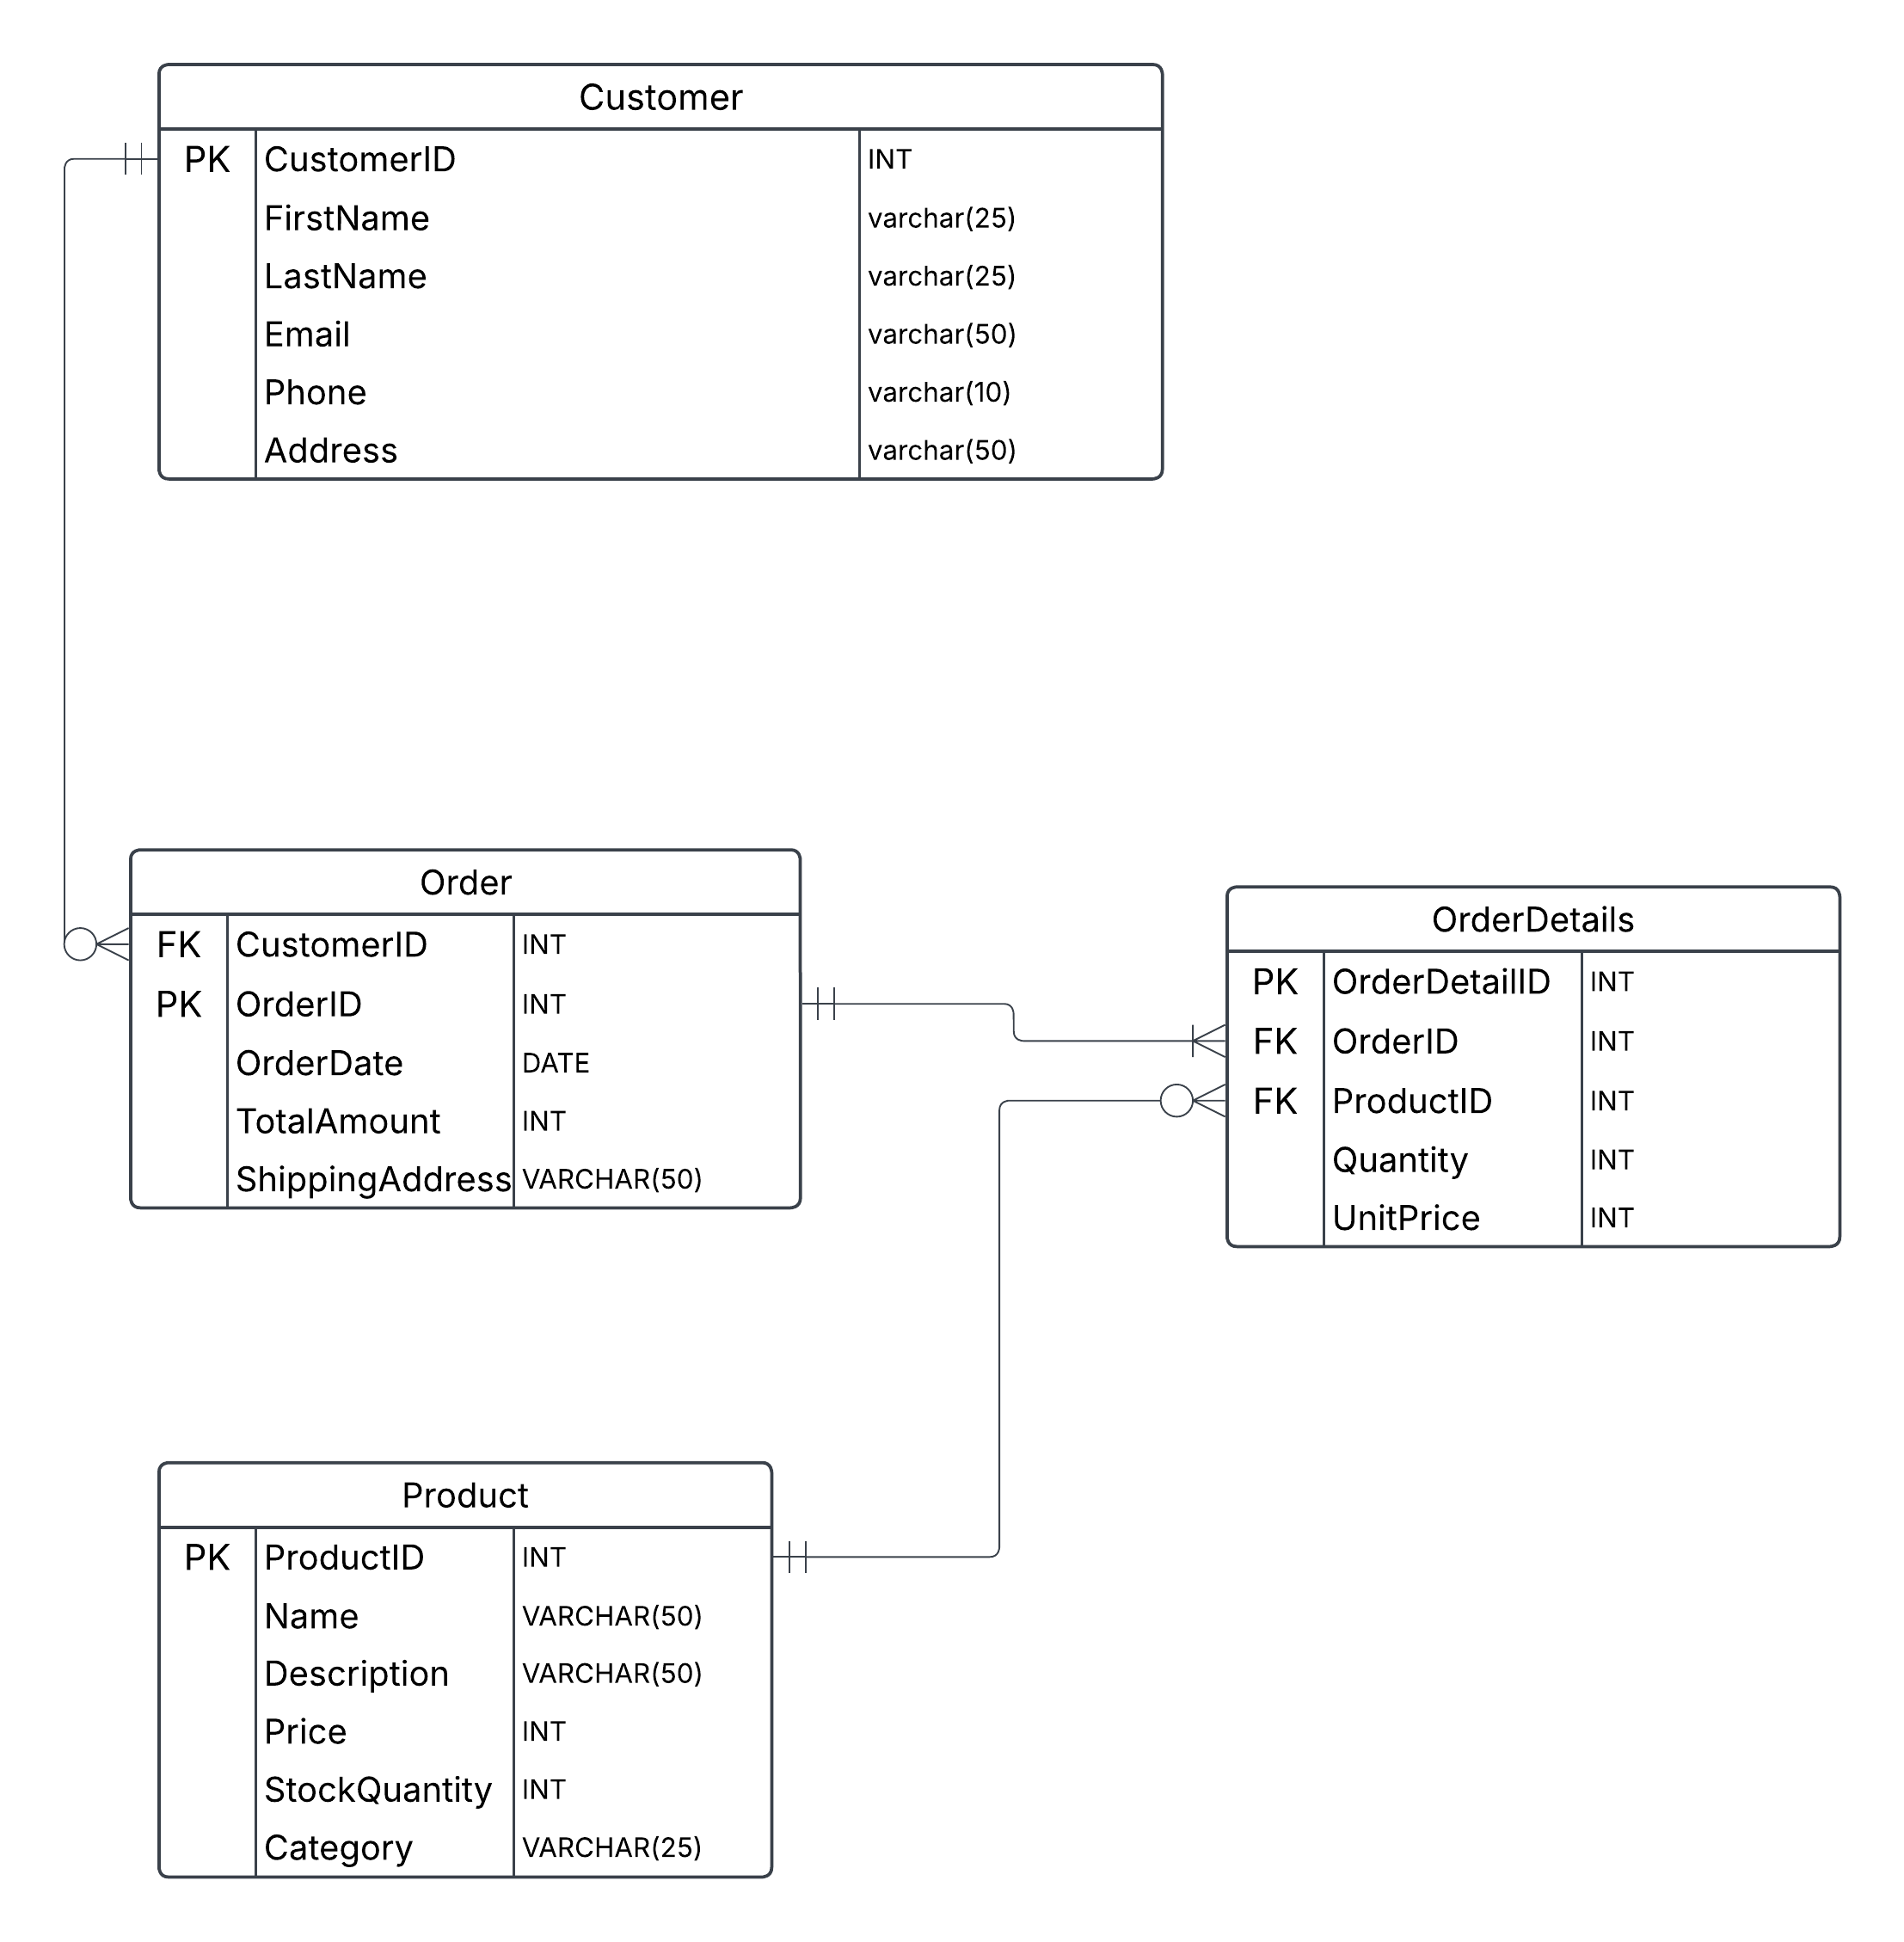 Customer
PK CustomerID INT
FirstName varchar(25)
LastName varchar(25)
Email varchar(50)
Phone varchar(10)
Address varchar(50)
Order
FK CustomerID INT
PK OrderID INT
OrderDate DATE
TotalAmount INT
ShippingAddress VARCHAR(50)
OrderDetails
PK OrderDetailID INT
FK OrderID INT
FK ProductID INT
Quantity INT
UnitPrice INT
Product
PK ProductID INT
Name VARCHAR(50)
Description VARCHAR(50)
Price INT
StockQuantity INT
Category VARCHAR(25)